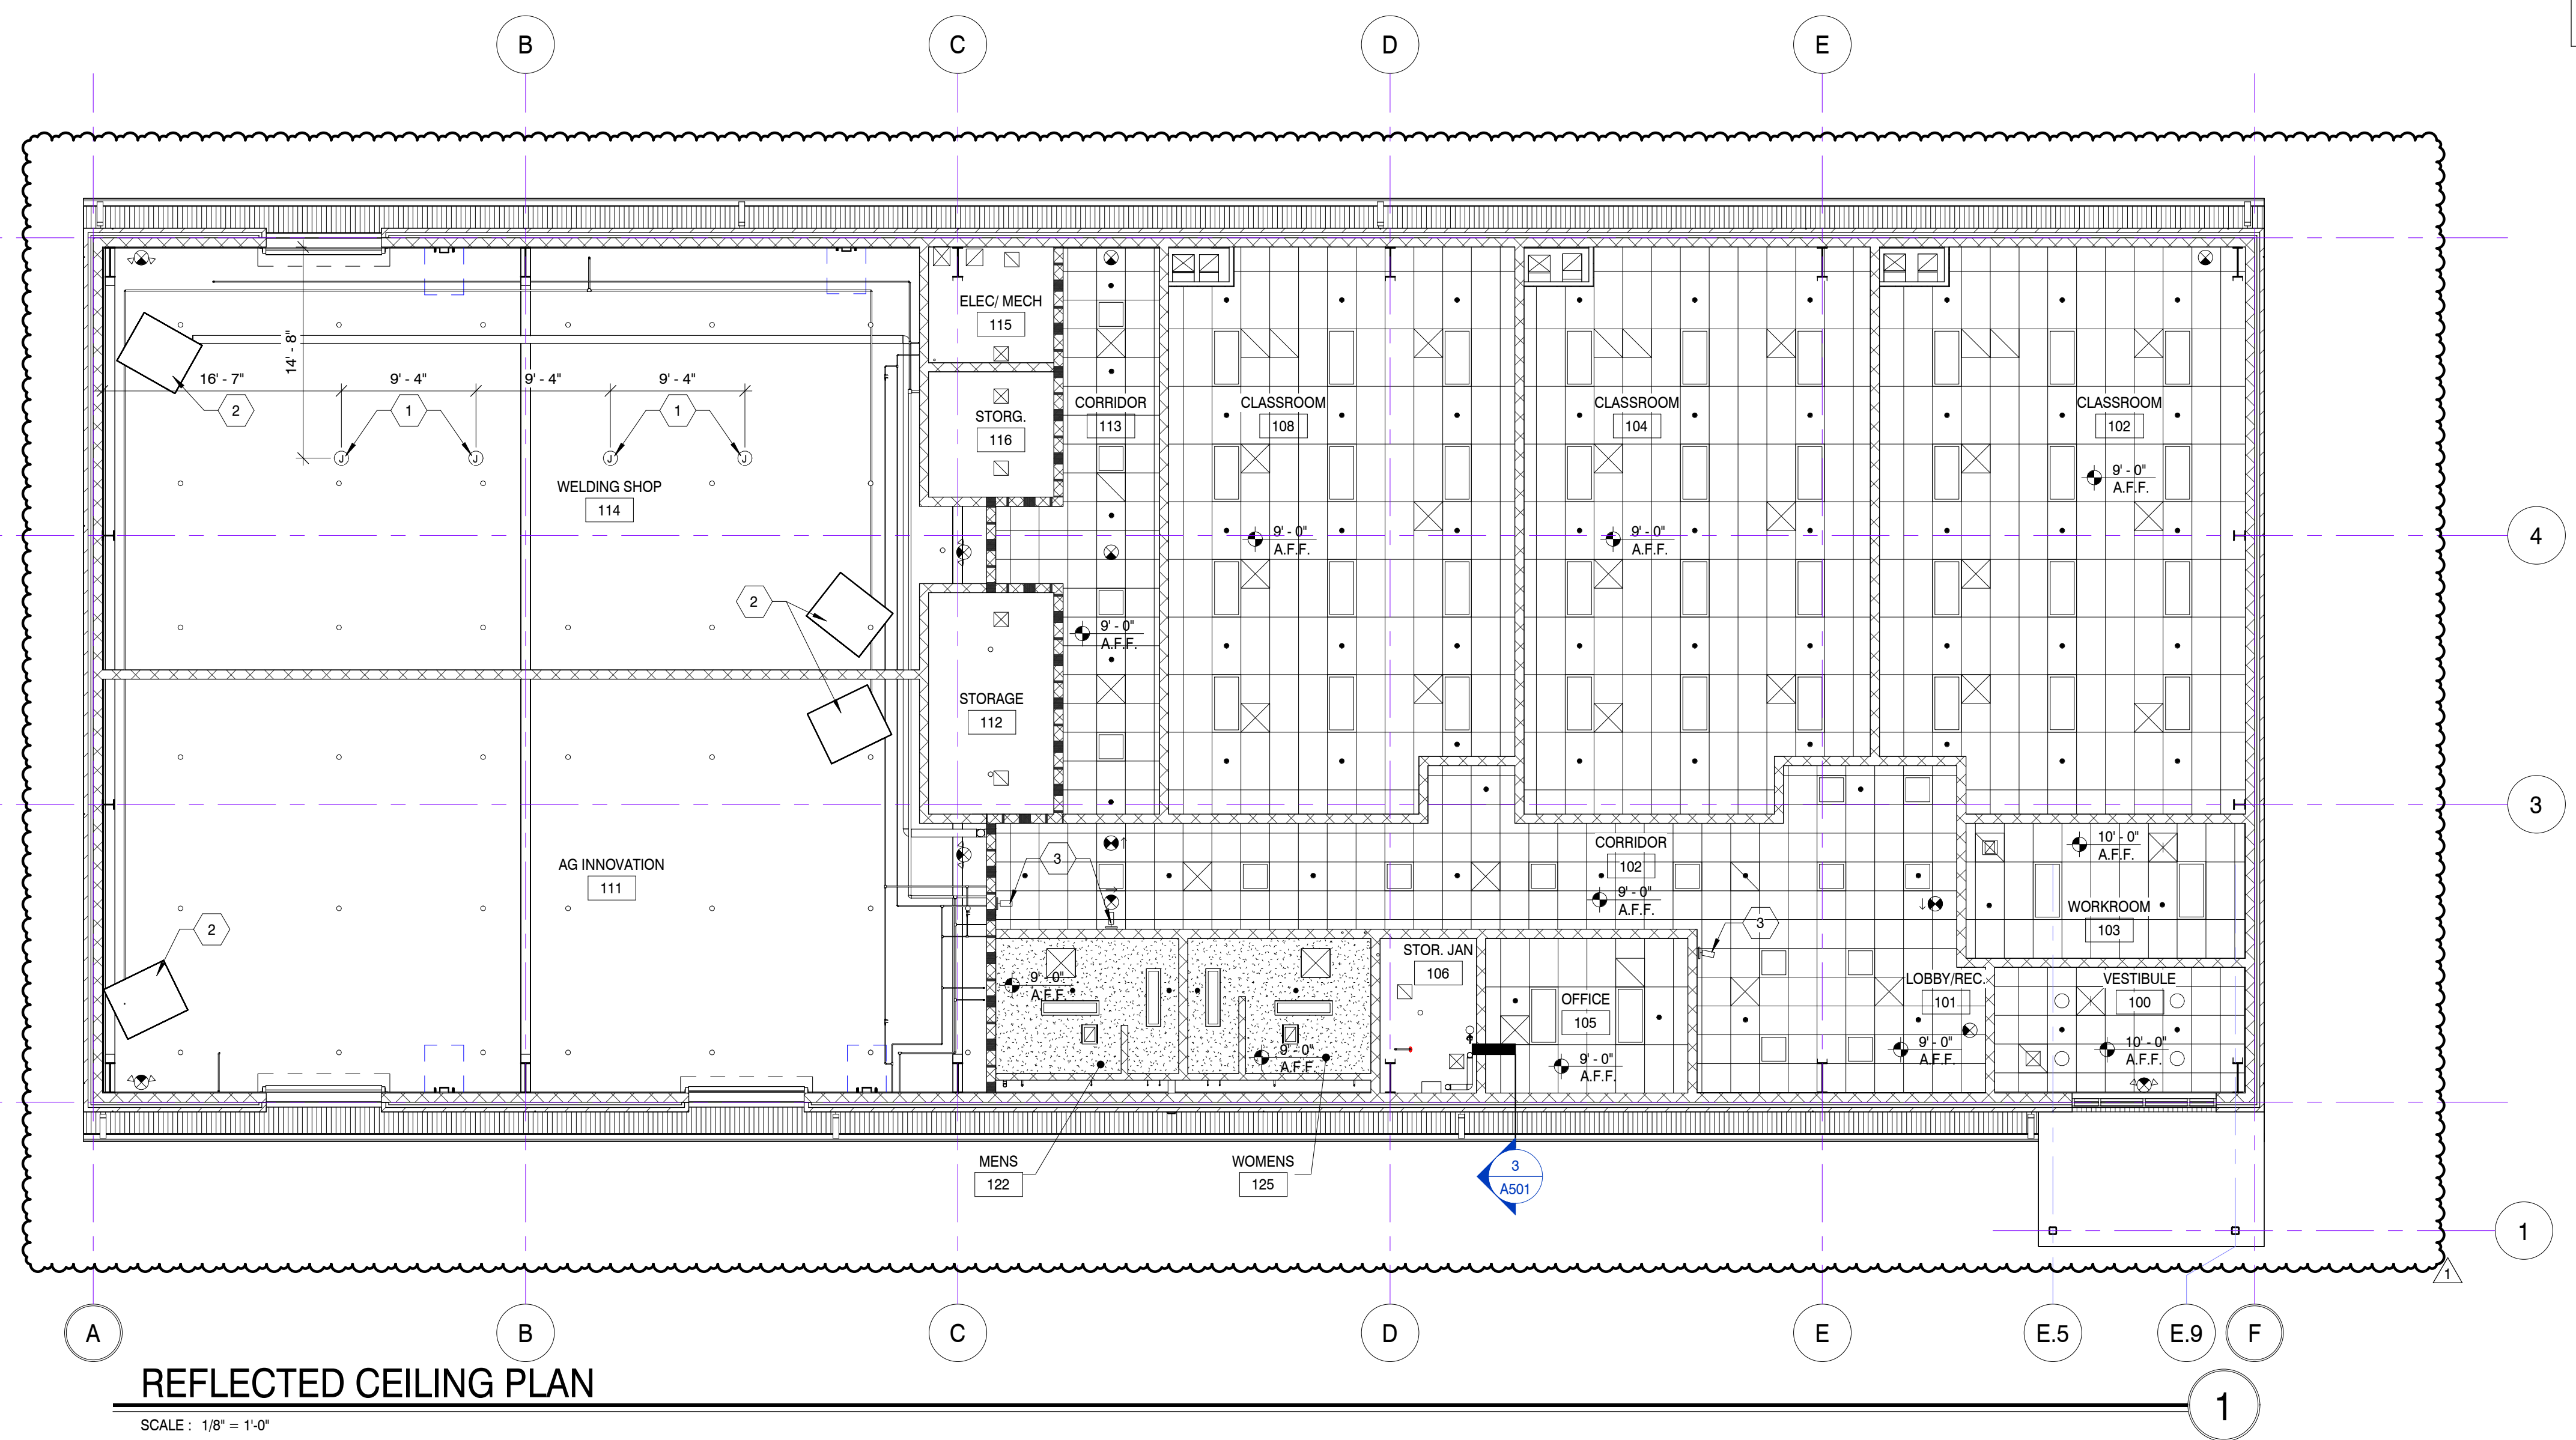 B
C
D
E
ELEC/ MECH
115
14' - 8"
16' - 7"
9' - 4"
9' - 4"
9' - 4"
2
1
1
STORG.
116
CORRIDOR
113
CLASSROOM
108
CLASSROOM
104
CLASSROOM
102
J
J
J
J
9' - 0"
A.F.F.
WELDING SHOP
114
9' - 0"
A.F.F.
9' - 0"
A.F.F.
4
2
9' - 0"
A.F.F.
STORAGE
112
3
AG INNOVATION
111
3
CORRIDOR
102
9' - 0"
A.F.F.
10' - 0"
A.F.F.
WORKROOM
103
2
3
9' - 0"
A.F.F.
STOR. JAN
106
OFFICE
105
LOBBY/REC.
101
VESTIBULE
100
9' - 0"
A.F.F.
9' - 0"
A.F.F.
9' - 0"
A.F.F.
10' - 0"
A.F.F.
MENS
122
WOMENS
125
3
A501
1
1
A
B
C
D
E
E.5
E.9
F
REFLECTED CEILING PLAN
1
SCALE : 1/8" = 1'-0"